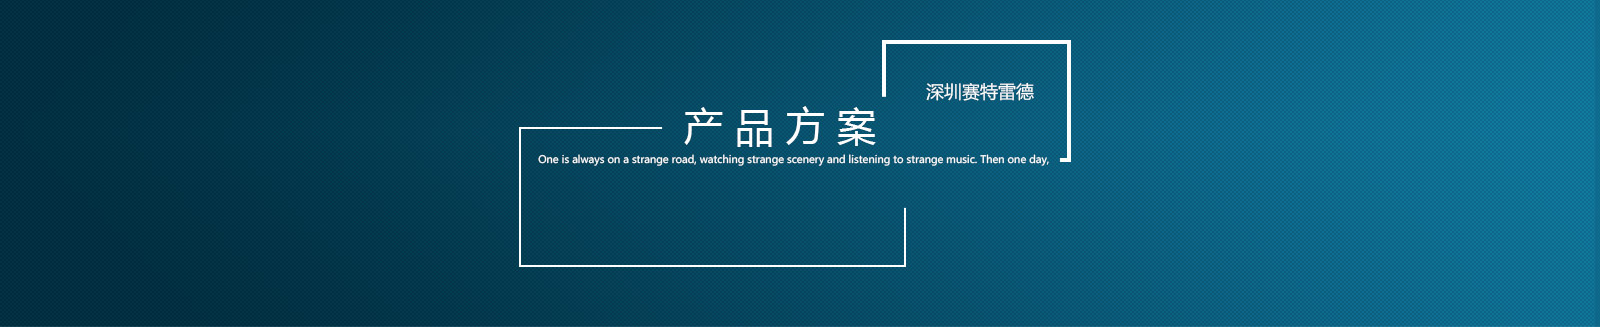 深圳赛特雷德
产品方案
One is always on a strange road, watching strange scenery and listening to strange music. Then one day,